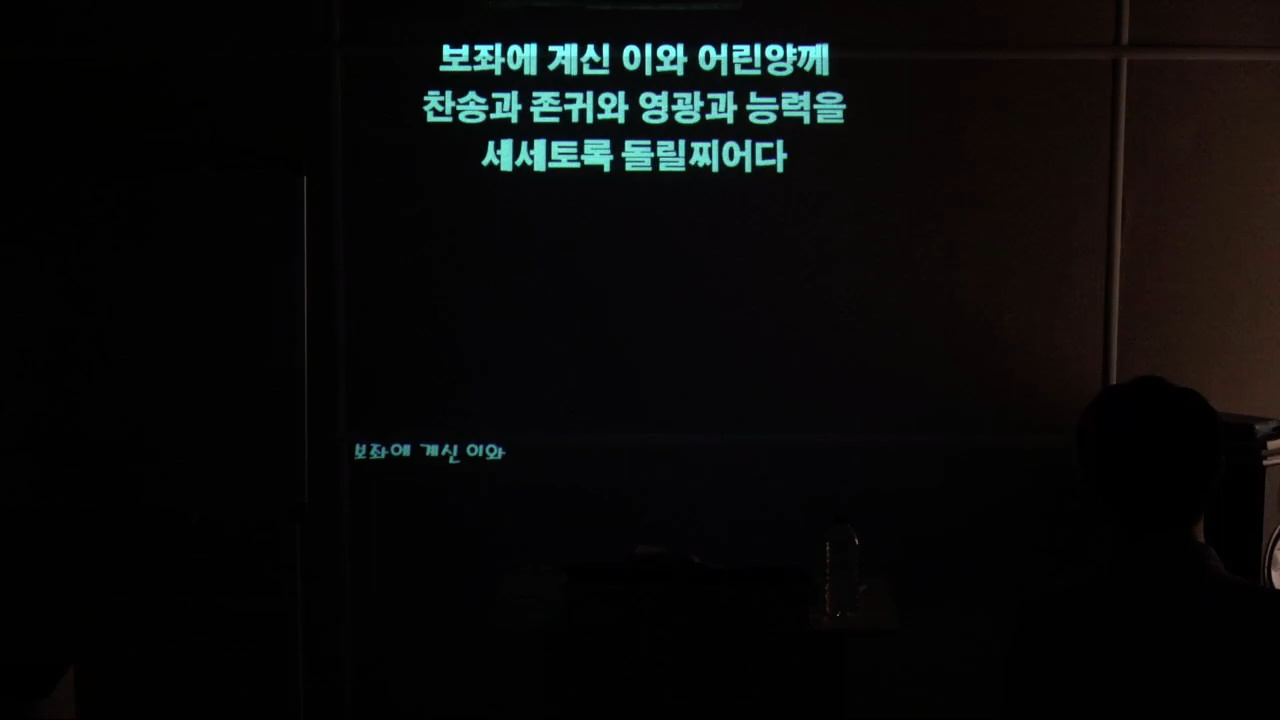 보좌에 계신 이와 어린양께
찬송과 존귀와 영광과 능력을
세세토록 돌릴찌어다
보좌에 계신 이와